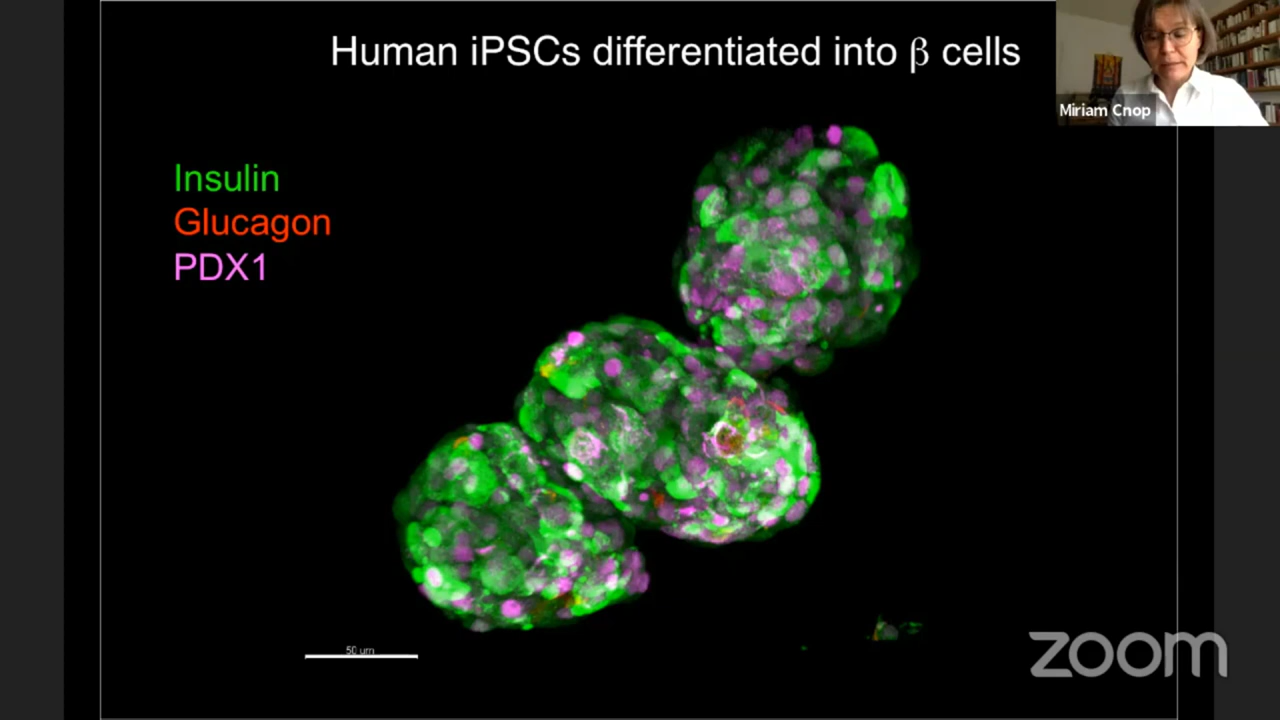 Human iPSCs differentiated into β cells
Miriam Cnop
Insulin
Glucagon
PDX1
50 um
zoom